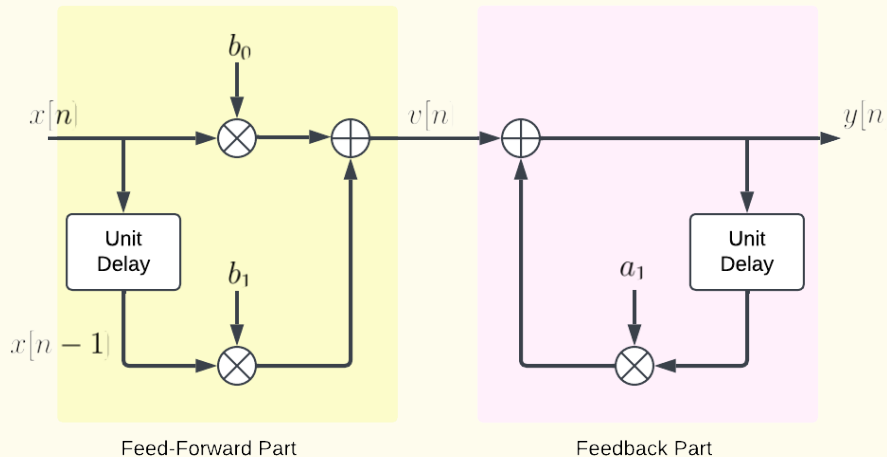 b₀
x[n]
v[n]
y[n
Unit
Delay
Unit
Delay
b₁
a₁
x[n − 1]
Feed-Forward Part
Feedback Part